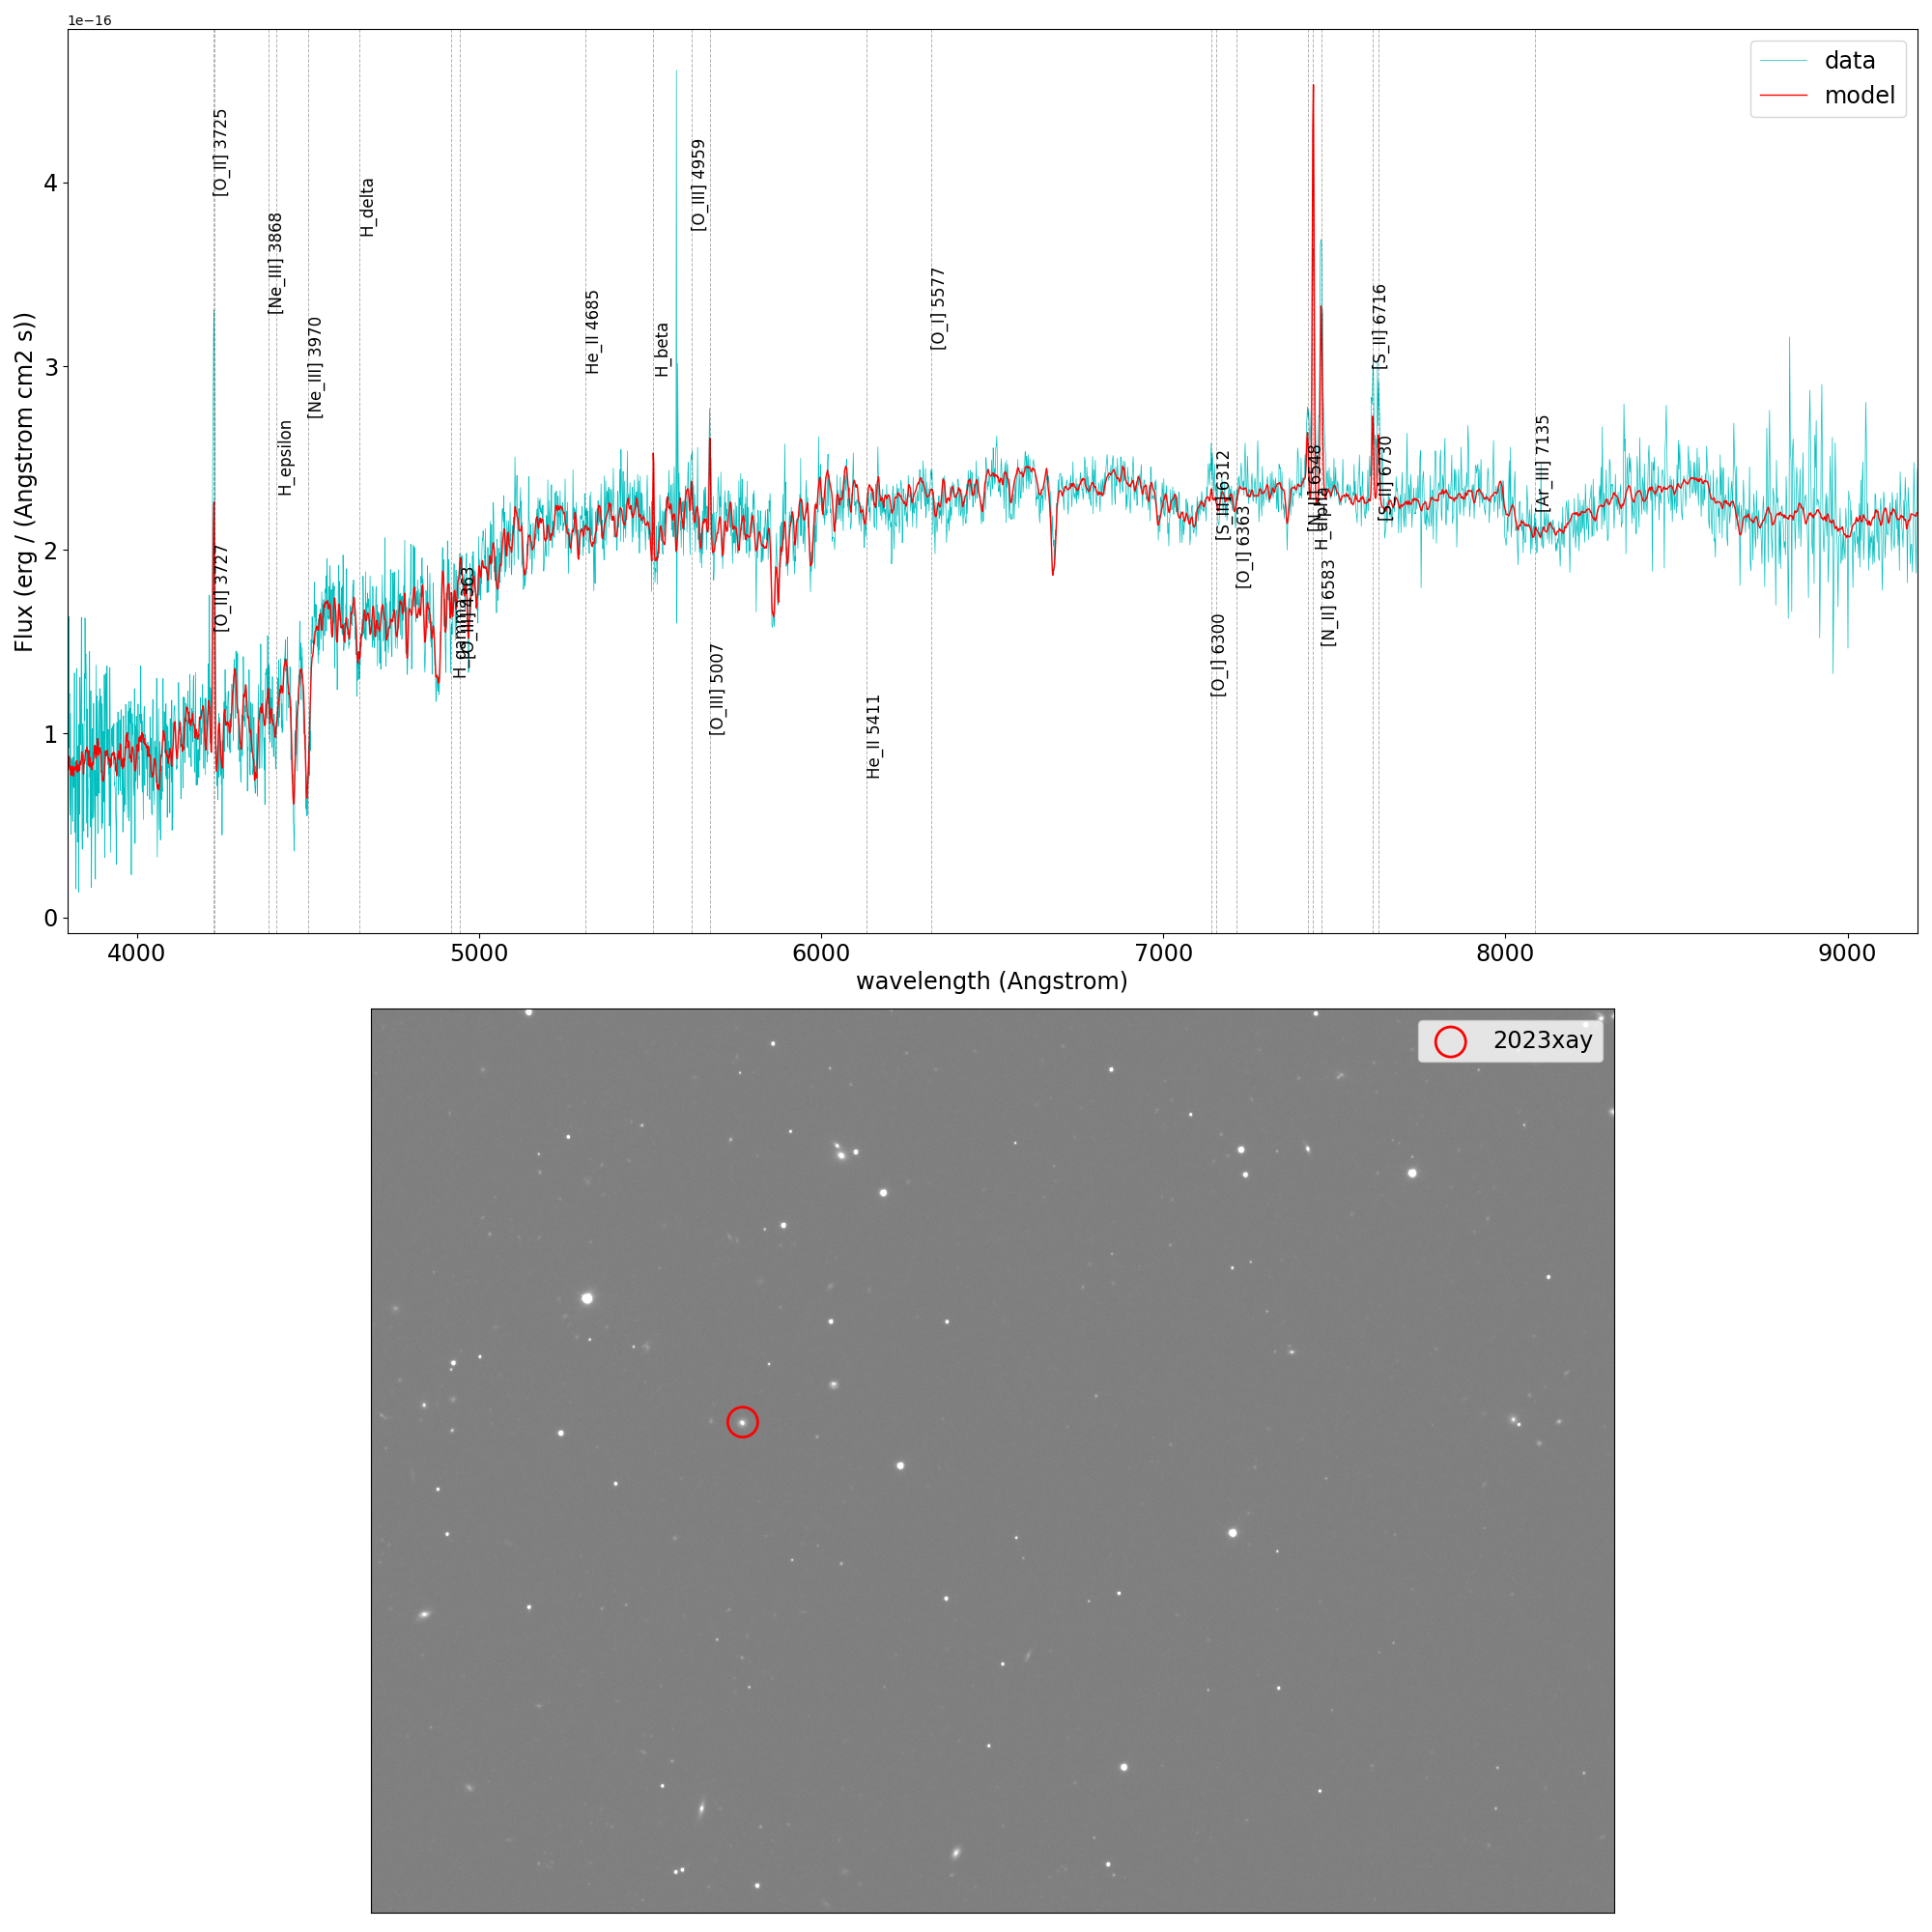 1e−16
data
model
[O_II] 3725
[O_II] 3727
[Ne_III] 3868
H_epsilon
[Ne_III] 3970
H_delta
H_gamma
[O_III] 4363
He_II 4685
H_beta
[O_III] 4959
[O_III] 5007
He_II 5411
[O_I] 5577
[O_I] 6300
[S_III] 6312
[O_I] 6363
[N_II] 6548
H_alpha
[N_II] 6583
[S_II] 6716
[S_II] 6730
[Ar_III] 7135
Flux (erg / (Angstrom cm2 s))
4
3
2
1
0
4000 5000 6000 7000 8000 9000
wavelength (Angstrom)
2023xay